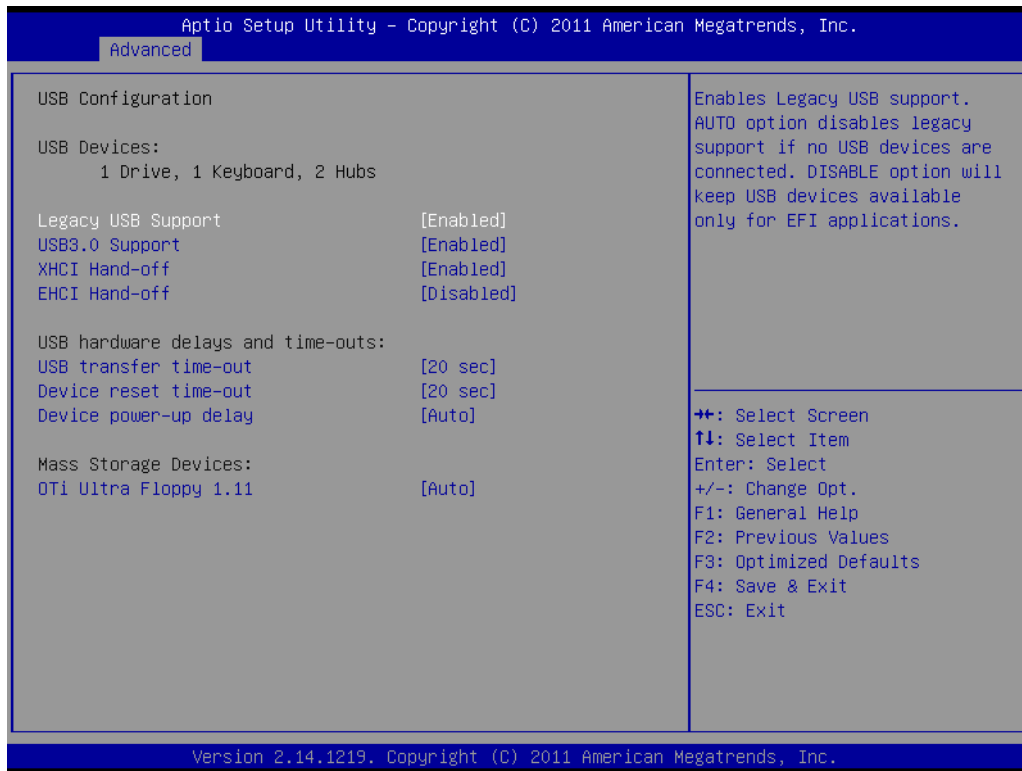 Aptio Setup Utility – Copyright (C) 2011 American Megatrends, Inc.
Advanced
USB Configuration
USB Devices:
1 Drive, 1 Keyboard, 2 Hubs
Legacy USB Support [Enabled]
USB3.0 Support [Enabled]
XHCI Hand-off [Enabled]
EHCI Hand-off [Disabled]
USB hardware delays and time-outs:
USB transfer time-out [20 sec]
Device reset time-out [20 sec]
Device power-up delay [Auto]
Mass Storage Devices:
OTi Ultra Floppy 1.11 [Auto]
Enables Legacy USB support.
AUTO option disables legacy
support if no USB devices are
connected. DISABLE option will
keep USB devices available
only for EFI applications.
→←: Select Screen
↑↓: Select Item
Enter: Select
+/-: Change Opt.
F1: General Help
F2: Previous Values
F3: Optimized Defaults
F4: Save & Exit
ESC: Exit
Version 2.14.1219. Copyright (C) 2011 American Megatrends, Inc.